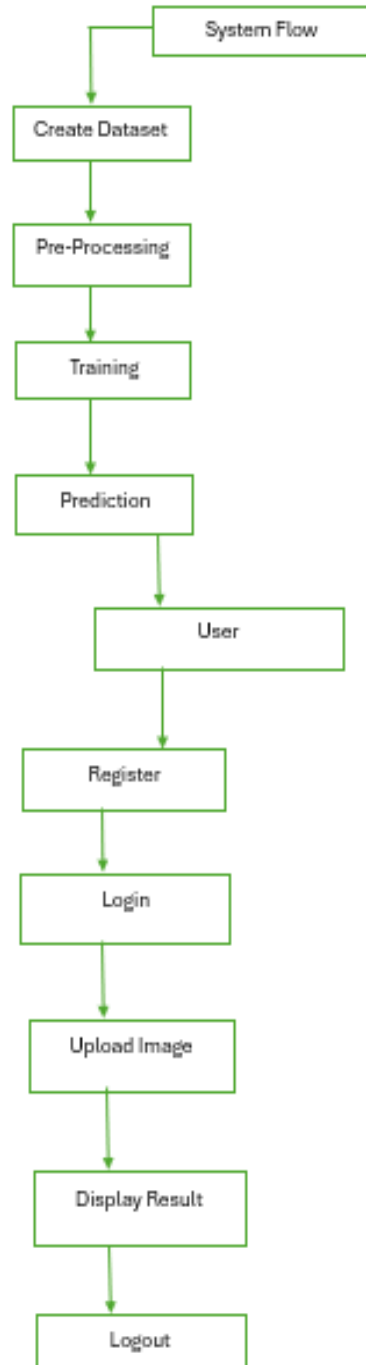 System Flow
Create Dataset
Pre-Processing
Training
Prediction
User
Register
Login
Upload Image
Display Result
Logout